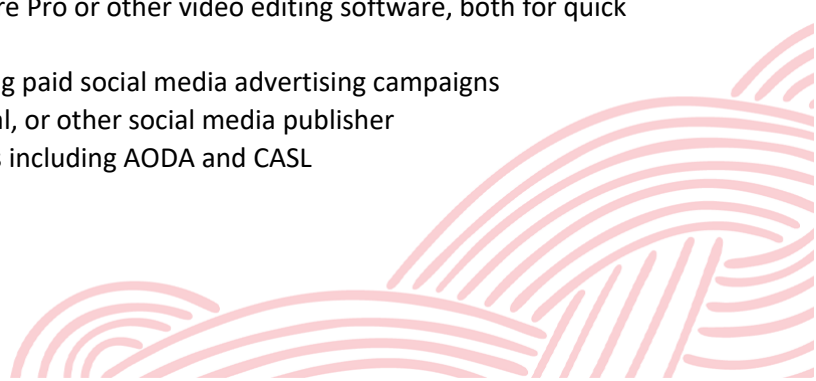 re Pro or other video editing software, both for quick
g paid social media advertising campaigns
l, or other social media publisher
s including AODA and CASL